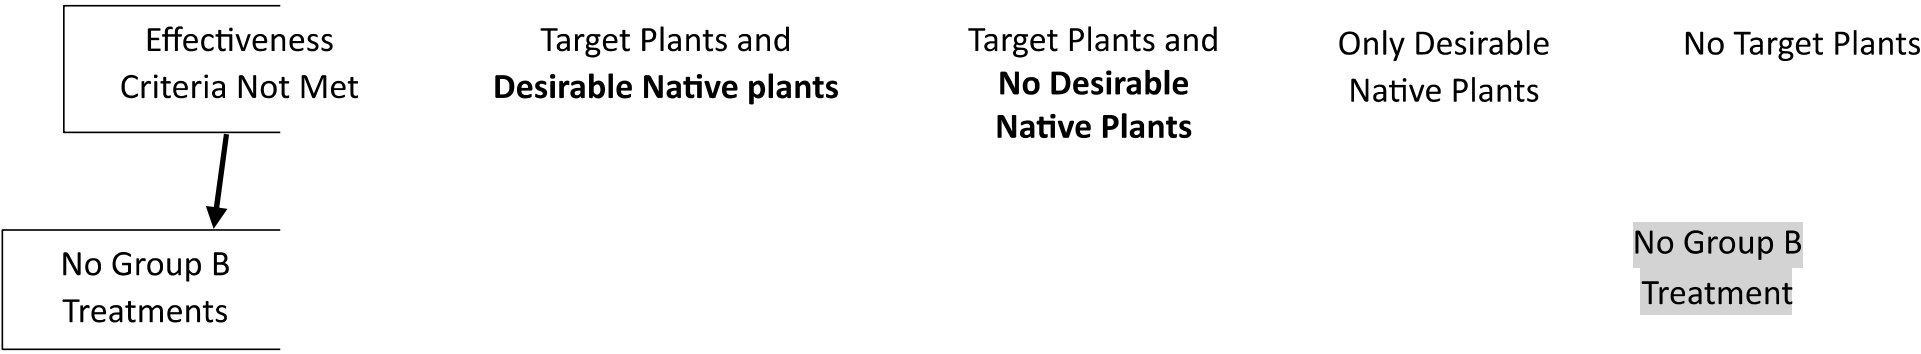 Effectiveness
Criteria Not Met
Target Plants and
Desirable Native plants
Target Plants and
No Desirable
Native Plants
Only Desirable
Native Plants
No Target Plants
No Group B
Treatments
No Group B
Treatment